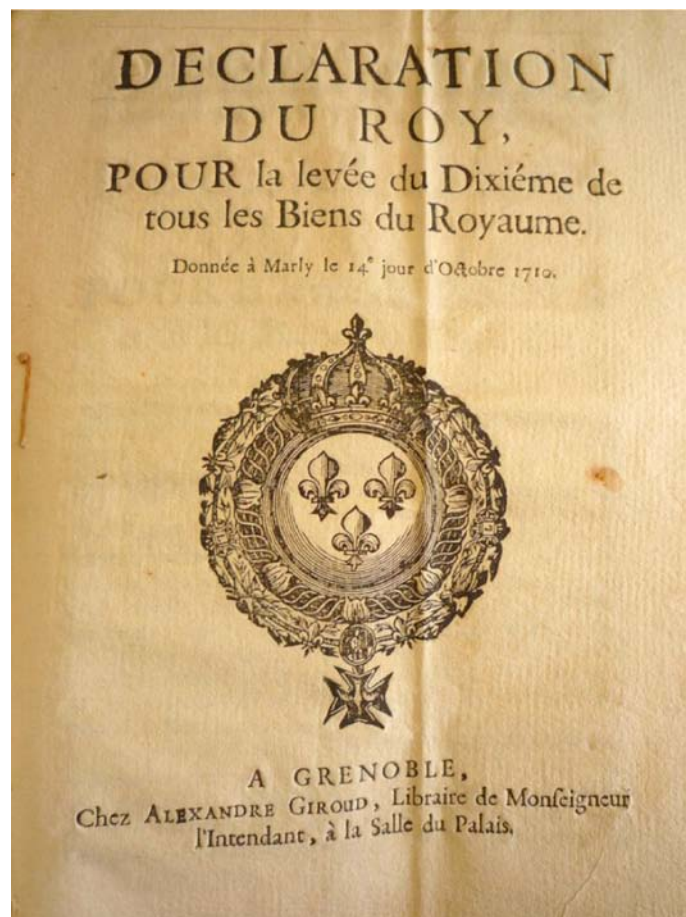 DECLARATION
DU ROY,
POUR la levée du Dixiéme de
tous les Biens du Royaume.
Donnée à Marly le 14.e jour d'Octobre 1710.
A GRENOBLE,
Chez ALEXANDRE GIROUD, Libraire de Monſeigneur
l'Intendant, à la Salle du Palais.